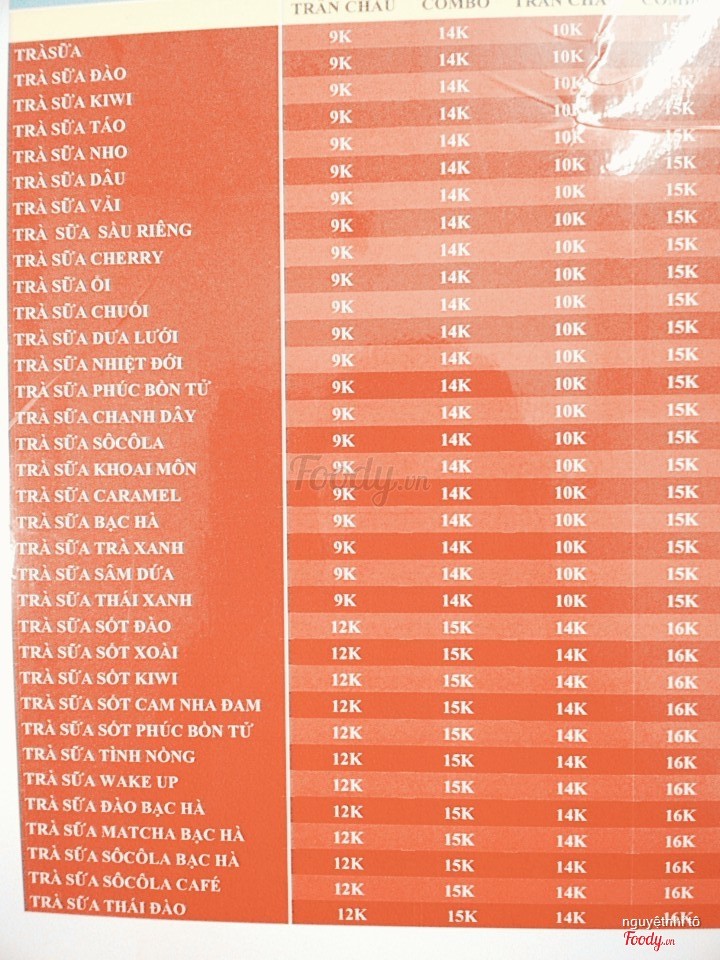 TRÂN CHÂU COMBO TRÂN CHÂ COMB
TRÀSỮA 9K 14K 10K 15K
TRÀ SỮA ĐÀO 9K 14K 10K 15K
TRÀ SỮA KIWI 9K 14K 10K 15K
TRÀ SỮA TÁO 9K 14K 10K 15K
TRÀ SỮA NHO 9K 14K 10K 15K
TRÀ SỮA DÂU 9K 14K 10K 15K
TRÀ SỮA VẢI 9K 14K 10K 15K
TRÀ SỮA SẦU RIÊNG 9K 14K 10K 15K
TRÀ SỮA CHERRY 9K 14K 10K 15K
TRÀ SỮA ỔI 9K 14K 10K 15K
TRÀ SỮA CHUỐI 9K 14K 10K 15K
TRÀ SỮA DƯA LƯỚI 9K 14K 10K 15K
TRÀ SỮA NHIỆT ĐỚI 9K 14K 10K 15K
TRÀ SỮA PHÚC BỒN TỬ 9K 14K 10K 15K
TRÀ SỮA CHANH DÂY 9K 14K 10K 15K
TRÀ SỮA SÔCÔLA 9K 14K 10K 15K
TRÀ SỮA KHOAI MÔN 9K 14K 10K 15K
Foody.vn
TRÀ SỮA CARAMEL 9K 14K 10K 15K
TRÀ SỮA BẠC HÀ 9K 14K 10K 15K
TRÀ SỮA TRÀ XANH 9K 14K 10K 15K
TRÀ SỮA SÂM DỨA 9K 14K 10K 15K
TRÀ SỮA THÁI XANH 9K 14K 10K 15K
TRÀ SỮA SỐT ĐÀO 12K 15K 14K 16K
TRÀ SỮA SỐT XOÀI 12K 15K 14K 16K
TRÀ SỮA SỐT KIWI 12K 15K 14K 16K
TRÀ SỮA SỐT CAM NHA ĐAM 12K 15K 14K 16K
TRÀ SỮA SỐT PHÚC BỒN TỬ 12K 15K 14K 16K
TRÀ SỮA TÌNH NỒNG 12K 15K 14K 16K
TRÀ SỮA WAKE UP 12K 15K 14K 16K
TRÀ SỮA ĐÀO BẠC HÀ 12K 15K 14K 16K
TRÀ SỮA MATCHA BẠC HÀ 12K 15K 14K 16K
TRÀ SỮA SÔCÔLA BẠC HÀ 12K 15K 14K 16K
TRÀ SỮA SÔCÔLA CAFÉ 12K 15K 14K 16K
TRÀ SỮA THÁI ĐÀO 12K 15K 14K 16K
nguyêthh tô
Foody.vn